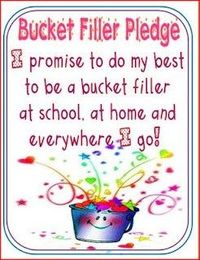 Bucket Filler Pledge
I promise to do my best
to be a bucket filler
at school, at home and
everywhere I go!